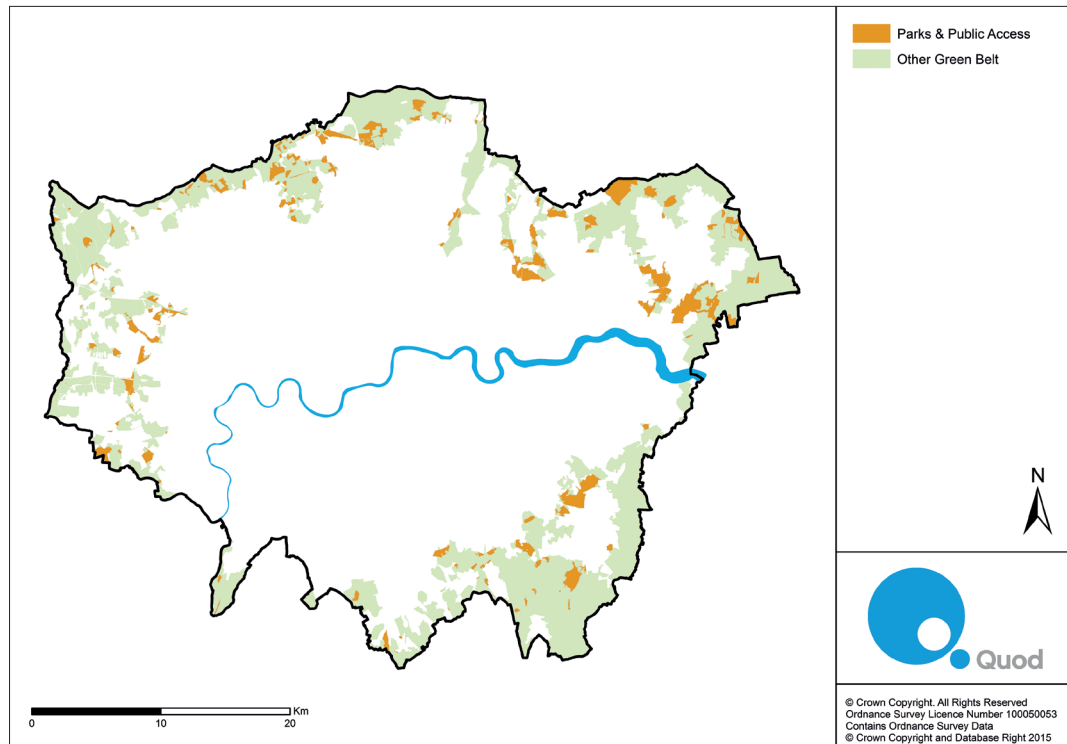 Parks & Public Access
Other Green Belt
N
Quod
Km
0
10
20
© Crown Copyright. All Rights Reserved
Ordnance Survey Licence Number 100050053
Contains Ordnance Survey Data
© Crown Copyright and Database Right 2015